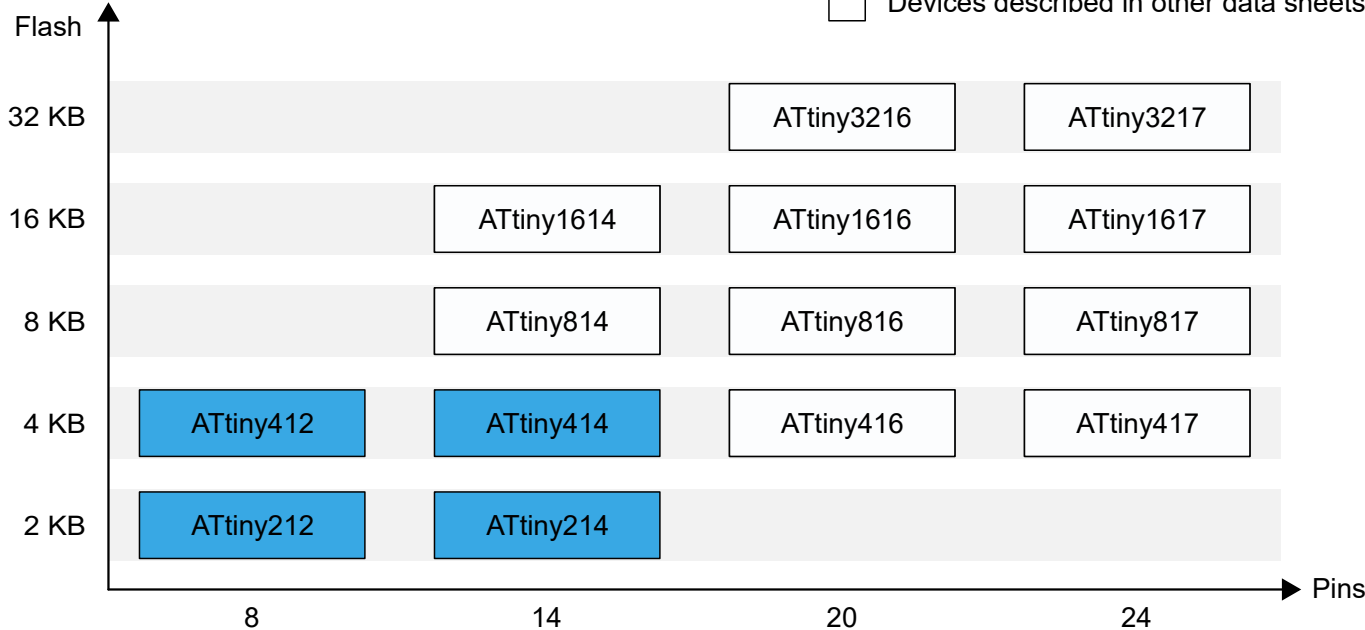 Devices described in other data sheets
Flash
32 KB ATtiny3216 ATtiny3217
16 KB ATtiny1614 ATtiny1616 ATtiny1617
8 KB ATtiny814 ATtiny816 ATtiny817
4 KB ATtiny412 ATtiny414 ATtiny416 ATtiny417
2 KB ATtiny212 ATtiny214
Pins
8 14 20 24